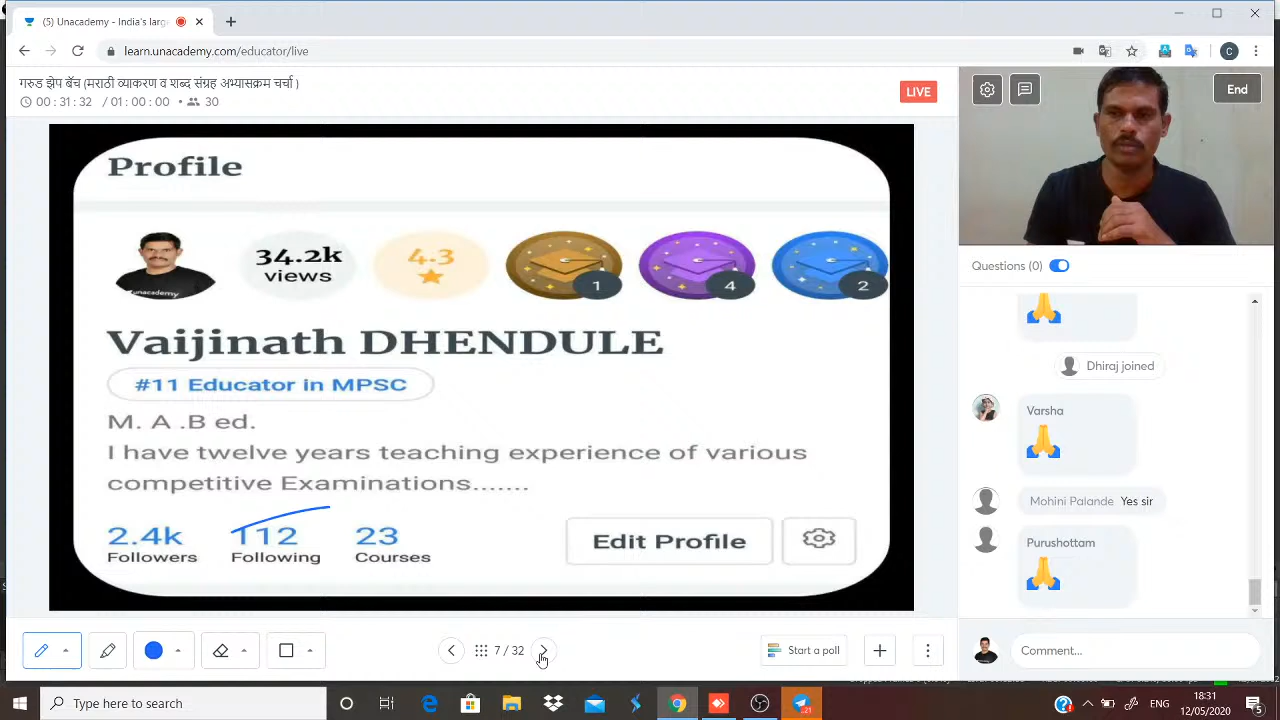 (5) Unacademy - India's larg
learn.unacademy.com/educator/live
C
गरुड झेप बॅच (मराठी व्याकरण व शब्द संग्रह अभ्यासक्रम चर्चा )
00 : 31 : 32 / 01 : 00 : 00 • 30
LIVE
End
Profile
34.2k
views
4.3
1
4
2
unacademy
Vaijinath DHENDULE
#11 Educator in MPSC
M. A .B ed.
I have twelve years teaching experience of various
competitive Examinations.......
2.4k 112 23
Followers Following Courses
Edit Profile
Questions (0)
Dhiraj joined
Varsha
Mohini Palande Yes sir
Purushottam
7 / 32
Start a poll
Comment...
Type here to search
ENG
18:31
12/05/2020
5